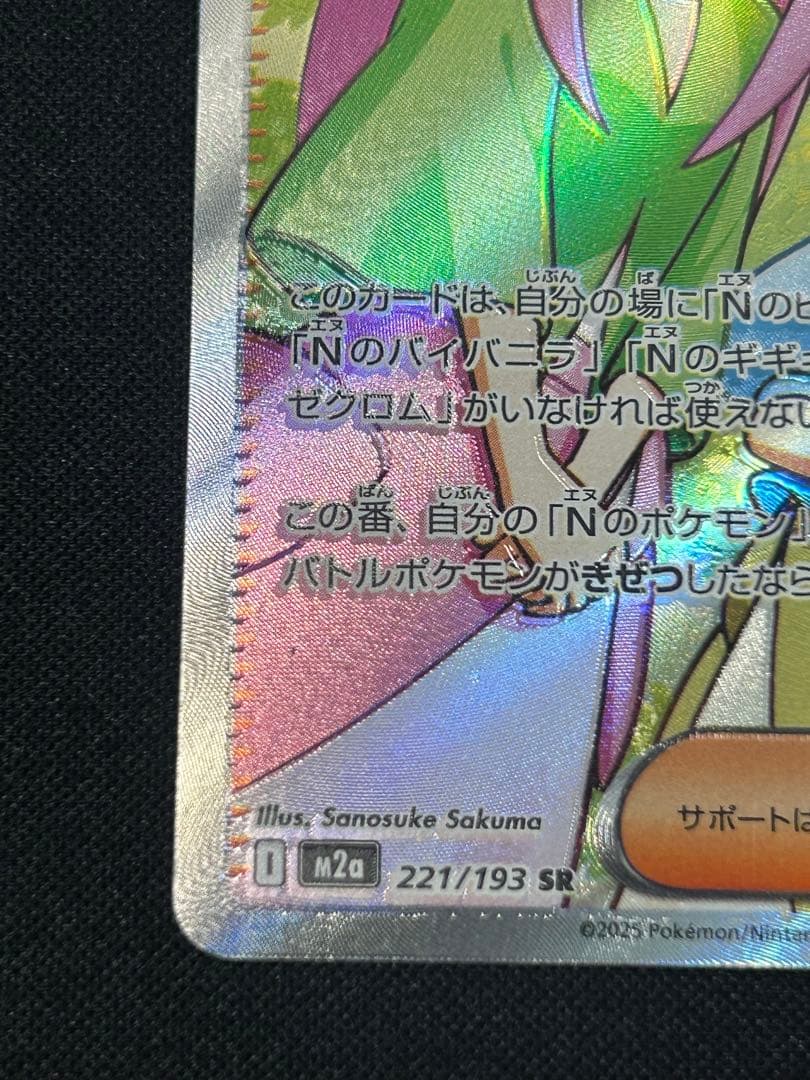 このカードは、自分の場に「Nのヒ
「Nのバイバニラ」「Nのギギ
ゼクロム」がいなければ使えない
この番、自分の「Nのポケモン」
バトルポケモンがきぜつしたなら
サポートは
Illus. Sanosuke Sakuma
I M2a 221/193 SR
©2025 Pokémon/Ninten